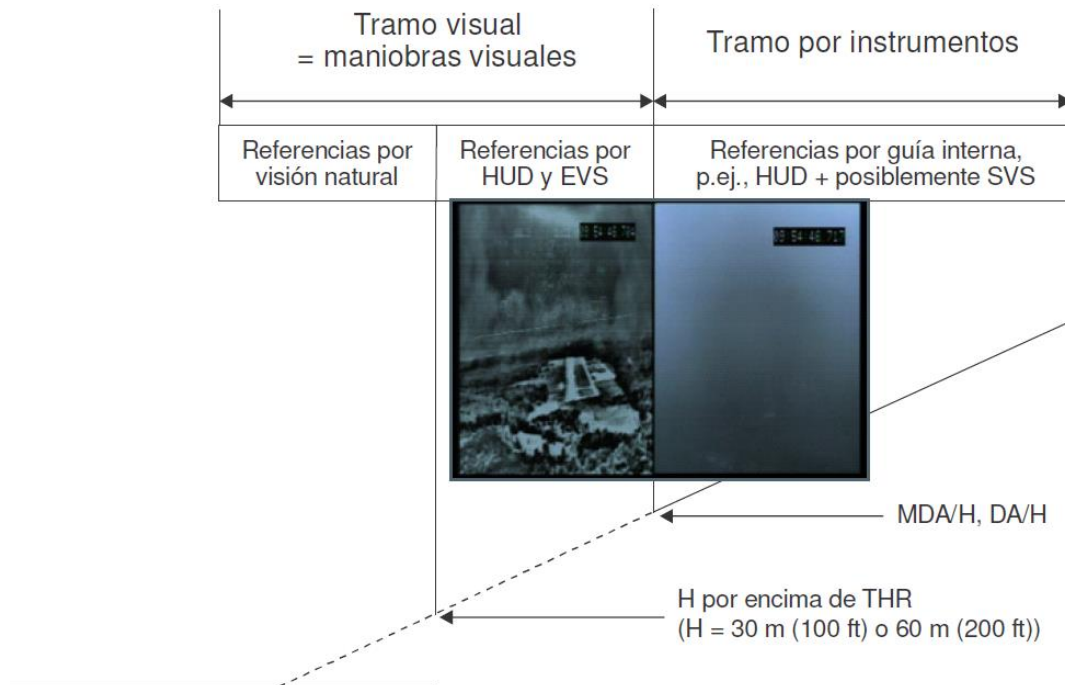 Tramo visual
= maniobras visuales
Tramo por instrumentos
Referencias por
visión natural
Referencias por
HUD y EVS
Referencias por guía interna,
p.ej., HUD + posiblemente SVS
MDA/H, DA/H
H por encima de THR
(H = 30 m (100 ft) o 60 m (200 ft))